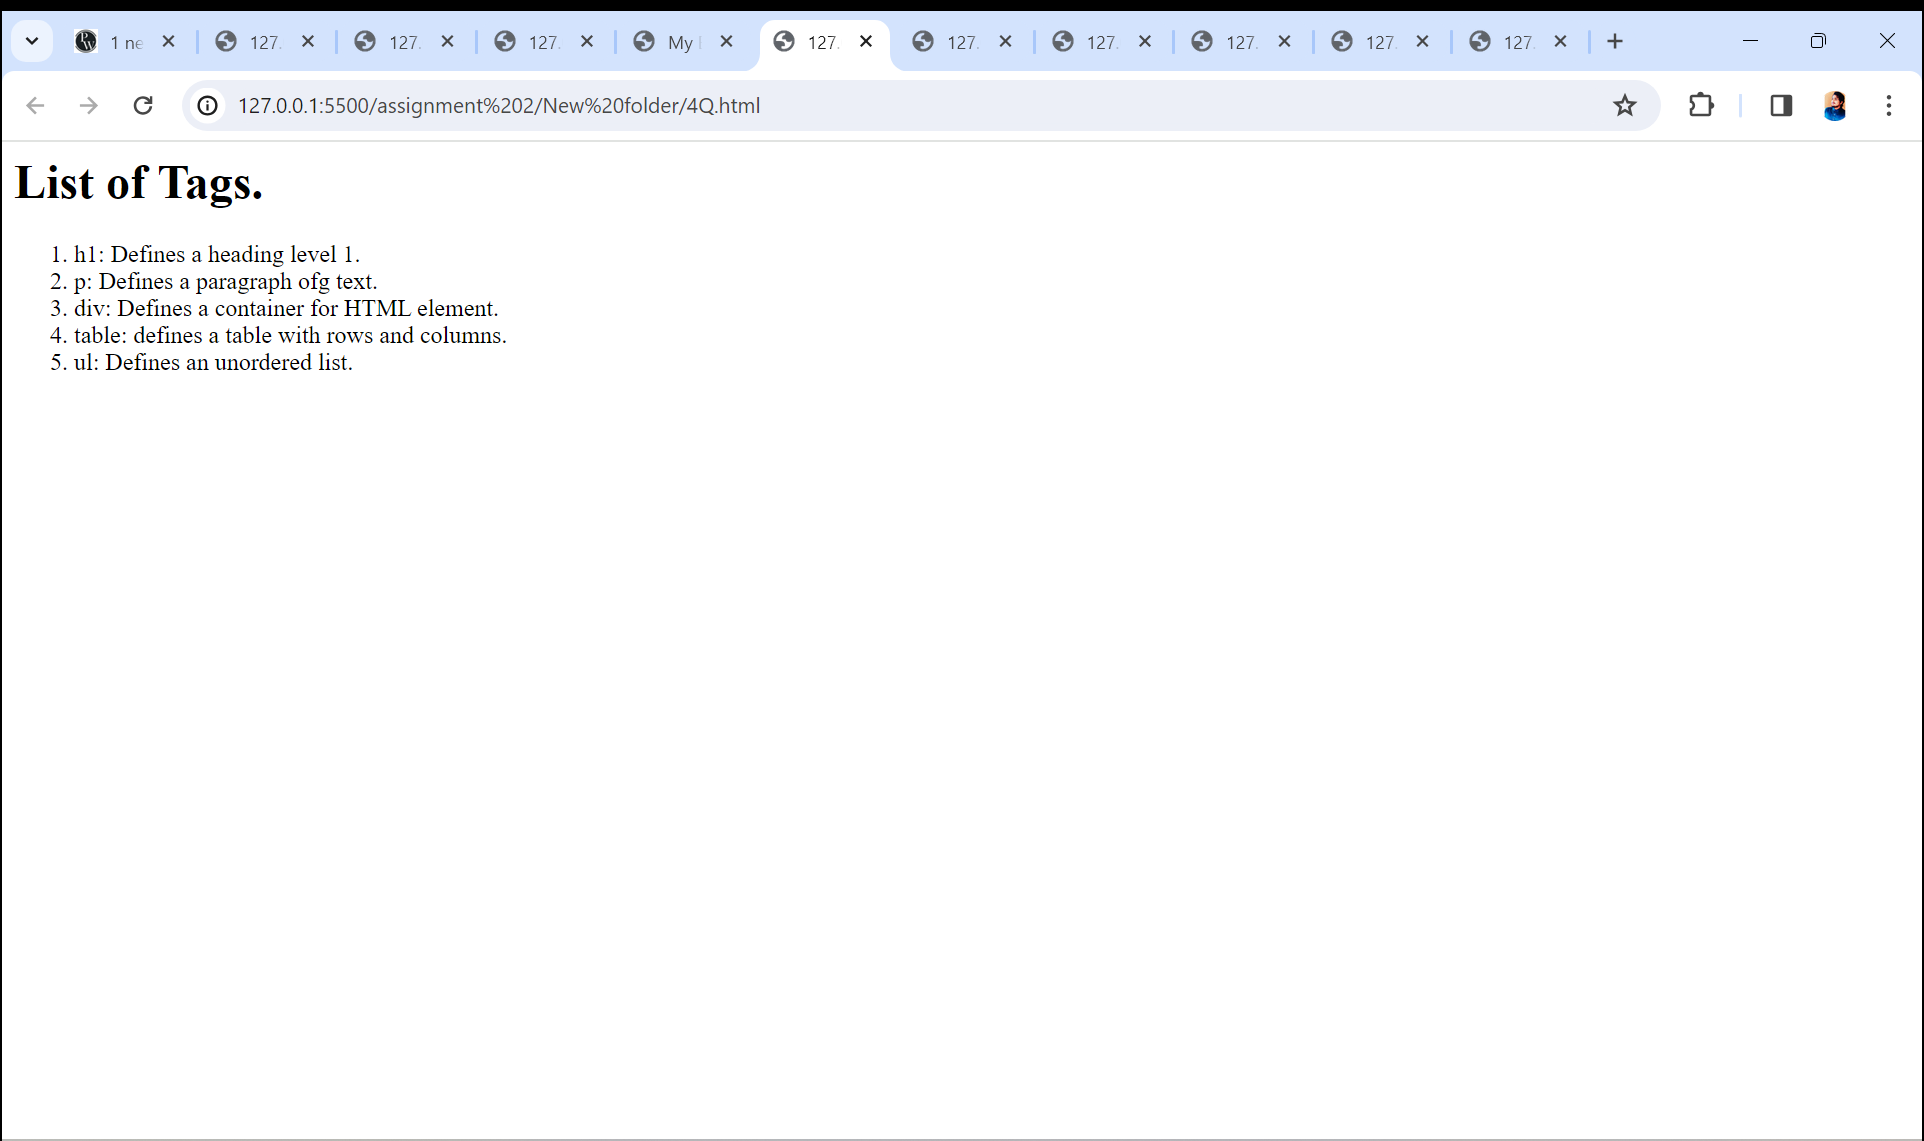 1 ne 127. 127. 127. My 127. 127. 127. 127. 127. 127.
127.0.0.1:5500/assignment%202/New%20folder/4Q.html
List of Tags.
1. h1: Defines a heading level 1.
2. p: Defines a paragraph ofg text.
3. div: Defines a container for HTML element.
4. table: defines a table with rows and columns.
5. ul: Defines an unordered list.